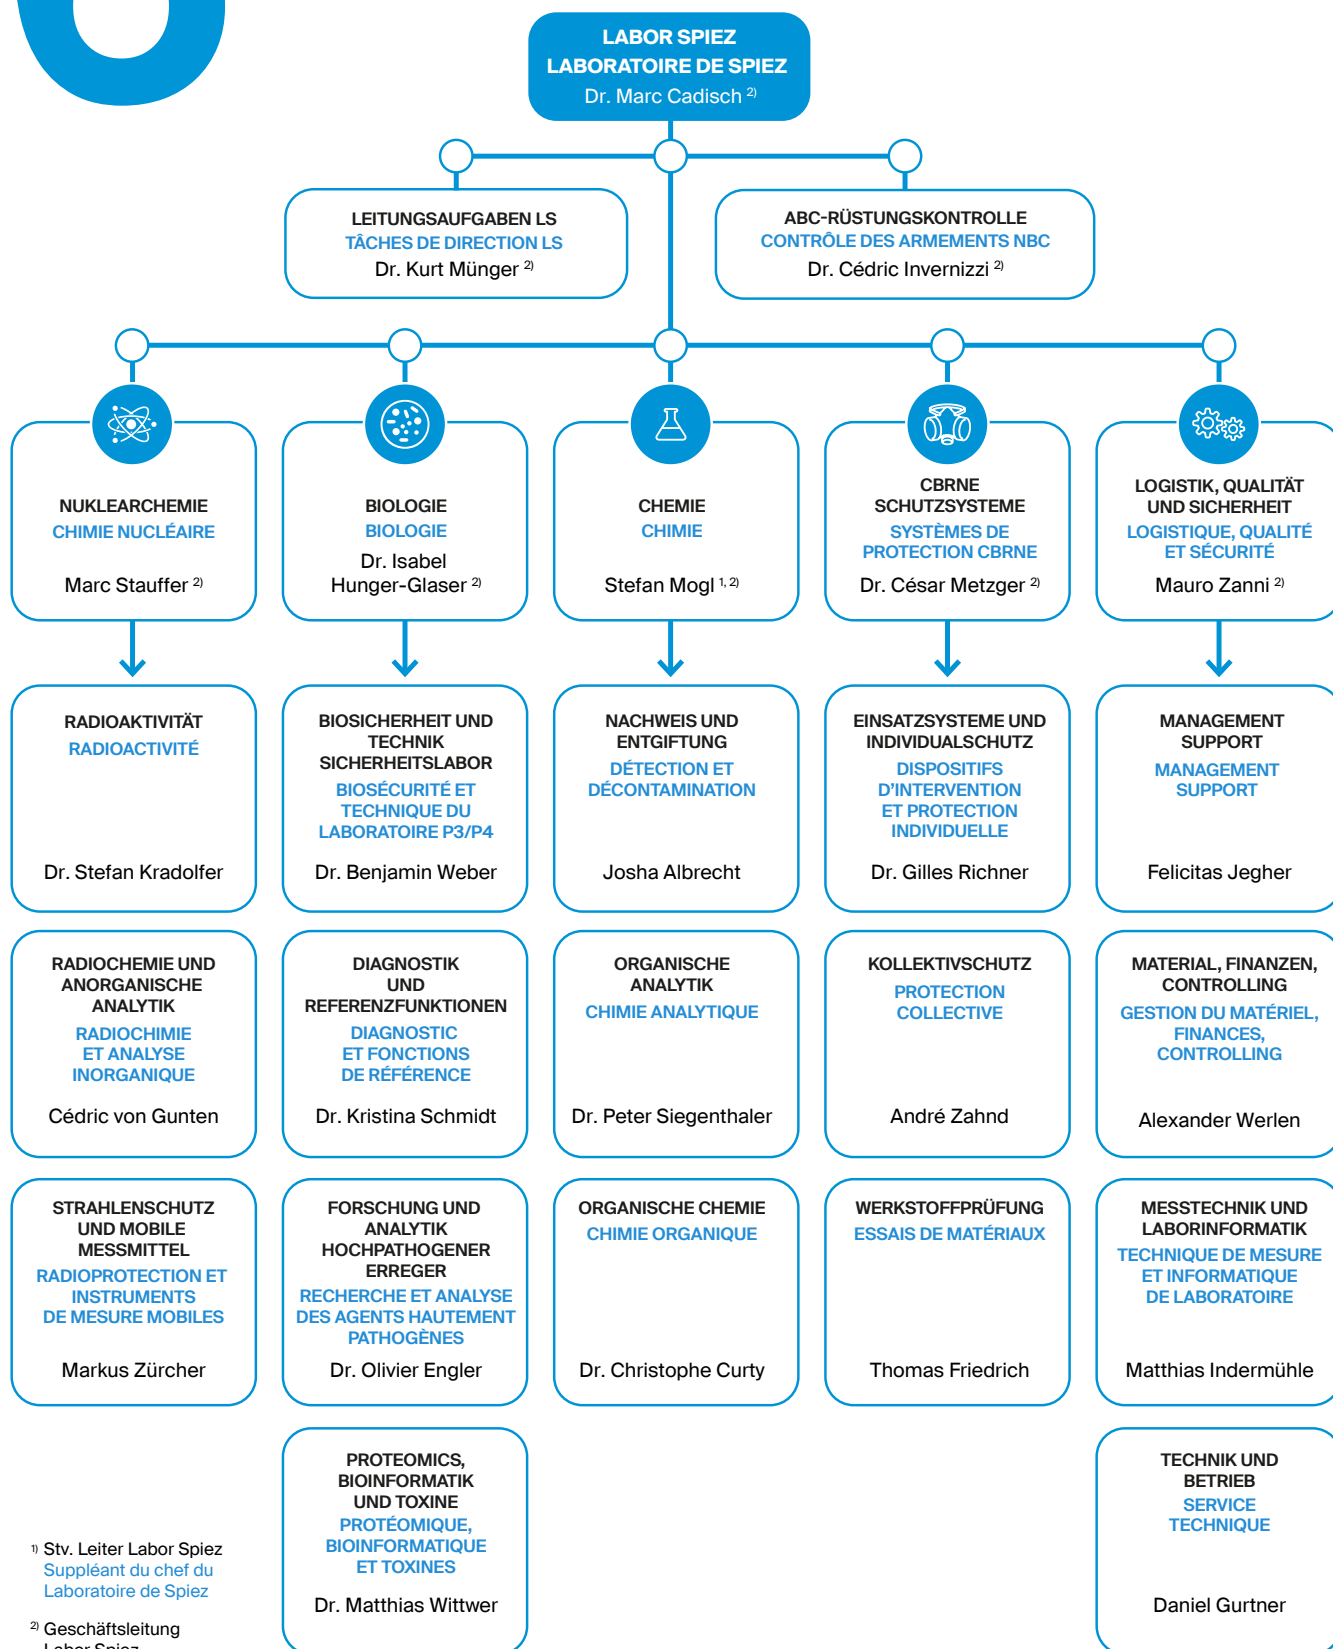 LABOR SPIEZ
LABORATOIRE DE SPIEZ
Dr. Marc Cadisch 2)
LEITUNGSAUFGABEN LS
TÂCHES DE DIRECTION LS
Dr. Kurt Münger 2)
ABC-RÜSTUNGSKONTROLLE
CONTRÔLE DES ARMEMENTS NBC
Dr. Cédric Invernizzi 2)
NUKLEARCHEMIE
CHIMIE NUCLÉAIRE
Marc Stauffer 2)
BIOLOGIE
BIOLOGIE
Dr. Isabel
Hunger-Glaser 2)
CHEMIE
CHIMIE
Stefan Mogl 1, 2)
CBRNE
SCHUTZSYSTEME
SYSTÈMES DE
PROTECTION CBRNE
Dr. César Metzger 2)
LOGISTIK, QUALITÄT
UND SICHERHEIT
LOGISTIQUE, QUALITÉ
ET SÉCURITÉ
Mauro Zanni 2)
RADIOAKTIVITÄT
RADIOACTIVITÉ
Dr. Stefan Kradolfer
BIOSICHERHEIT UND
TECHNIK
SICHERHEITSLABOR
BIOSÉCURITÉ ET
TECHNIQUE DU
LABORATOIRE P3/P4
Dr. Benjamin Weber
NACHWEIS UND
ENTGIFTUNG
DÉTECTION ET
DÉCONTAMINATION
Josha Albrecht
EINSATZSYSTEME UND
INDIVIDUALSCHUTZ
DISPOSITIFS
D'INTERVENTION
ET PROTECTION
INDIVIDUELLE
Dr. Gilles Richner
MANAGEMENT
SUPPORT
MANAGEMENT
SUPPORT
Felicitas Jegher
RADIOCHEMIE UND
ANORGANISCHE
ANALYTIK
RADIOCHIMIE
ET ANALYSE
INORGANIQUE
Cédric von Gunten
DIAGNOSTIK
UND
REFERENZFUNKTIONEN
DIAGNOSTIC
ET FONCTIONS
DE RÉFÉRENCE
Dr. Kristina Schmidt
ORGANISCHE
ANALYTIK
CHIMIE ANALYTIQUE
Dr. Peter Siegenthaler
KOLLEKTIVSCHUTZ
PROTECTION
COLLECTIVE
André Zahnd
MATERIAL, FINANZEN,
CONTROLLING
GESTION DU MATÉRIEL,
FINANCES,
CONTROLLING
Alexander Werlen
STRAHLENSCHUTZ
UND MOBILE
MESSMITTEL
RADIOPROTECTION ET
INSTRUMENTS
DE MESURE MOBILES
Markus Zürcher
FORSCHUNG UND
ANALYTIK
HOCHPATHOGENER
ERREGER
RECHERCHE ET ANALYSE
DES AGENTS HAUTEMENT
PATHOGÈNES
Dr. Olivier Engler
ORGANISCHE CHEMIE
CHIMIE ORGANIQUE
Dr. Christophe Curty
WERKSTOFFPRÜFUNG
ESSAIS DE MATÉRIAUX
Thomas Friedrich
MESSTECHNIK UND
LABORINFORMATIK
TECHNIQUE DE MESURE
ET INFORMATIQUE
DE LABORATOIRE
Matthias Indermühle
PROTEOMICS,
BIOINFORMATIK
UND TOXINE
PROTÉOMIQUE,
BIOINFORMATIQUE
ET TOXINES
Dr. Matthias Wittwer
TECHNIK UND
BETRIEB
SERVICE
TECHNIQUE
Daniel Gurtner
1) Stv. Leiter Labor Spiez
Suppléant du chef du
Laboratoire de Spiez
2) Geschäftsleitung
Labor Spiez